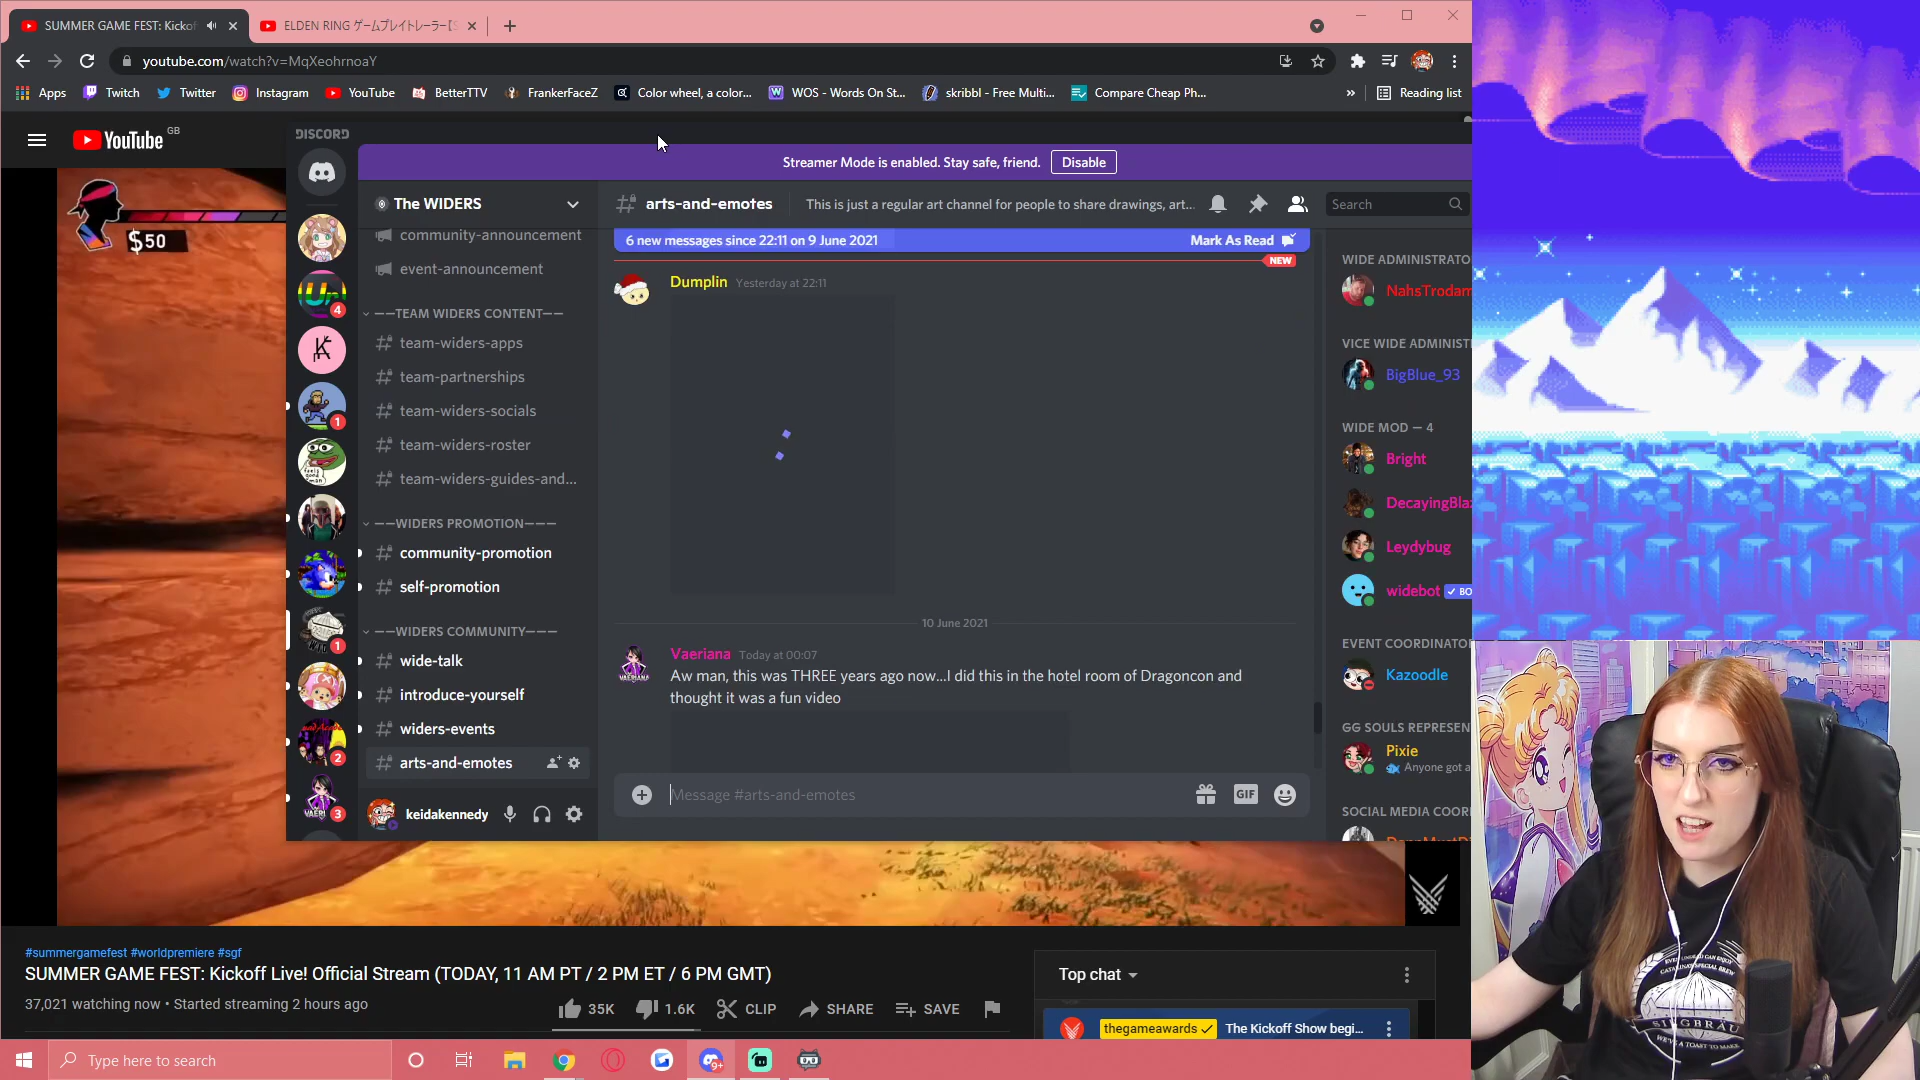 SUMMER GAME FEST: Kickof
ELDEN RING ゲームプレイトレーラー【S
youtube.com/watch?v=MqXeohrnoaY
Apps
Twitch
Twitter
Instagram
YouTube
BetterTTV
FrankerFaceZ
Color wheel, a color...
WOS - Words On St...
skribbl - Free Multi...
Compare Cheap Ph...
»
Reading list
YouTube GB
DISCORD
Streamer Mode is enabled. Stay safe, friend.
Disable
The WIDERS
community-announcement
event-announcement
——TEAM WIDERS CONTENT——
team-widers-apps
team-partnerships
team-widers-socials
team-widers-roster
team-widers-guides-and...
——WIDERS PROMOTION———
community-promotion
self-promotion
——WIDERS COMMUNITY———
wide-talk
introduce-yourself
widers-events
arts-and-emotes
keidakennedy
4
1
1
2
3
$50
arts-and-emotes
This is just a regular art channel for people to share drawings, art...
Search
6 new messages since 22:11 on 9 June 2021
Mark As Read
NEW
Dumplin Yesterday at 22:11
10 June 2021
Vaeriana Today at 00:07
Aw man, this was THREE years ago now...I did this in the hotel room of Dragoncon and
thought it was a fun video
Message #arts-and-emotes
GIF
WIDE ADMINISTRATO
NahsTrodam
VICE WIDE ADMINIST
BigBlue_93
WIDE MOD — 4
Bright
DecayingBla
Leydybug
widebot ✓ BO
EVENT COORDINATOR
Kazoodle
GG SOULS REPRESEN
Pixie
Anyone got a
SOCIAL MEDIA COORI
#summergamefest #worldpremiere #sgf
SUMMER GAME FEST: Kickoff Live! Official Stream (TODAY, 11 AM PT / 2 PM ET / 6 PM GMT)
37,021 watching now • Started streaming 2 hours ago
35K
1.6K
CLIP
SHARE
SAVE
Top chat
thegameawards ✓ The Kickoff Show begi...
Type here to search
9+
SIEGBRÄU